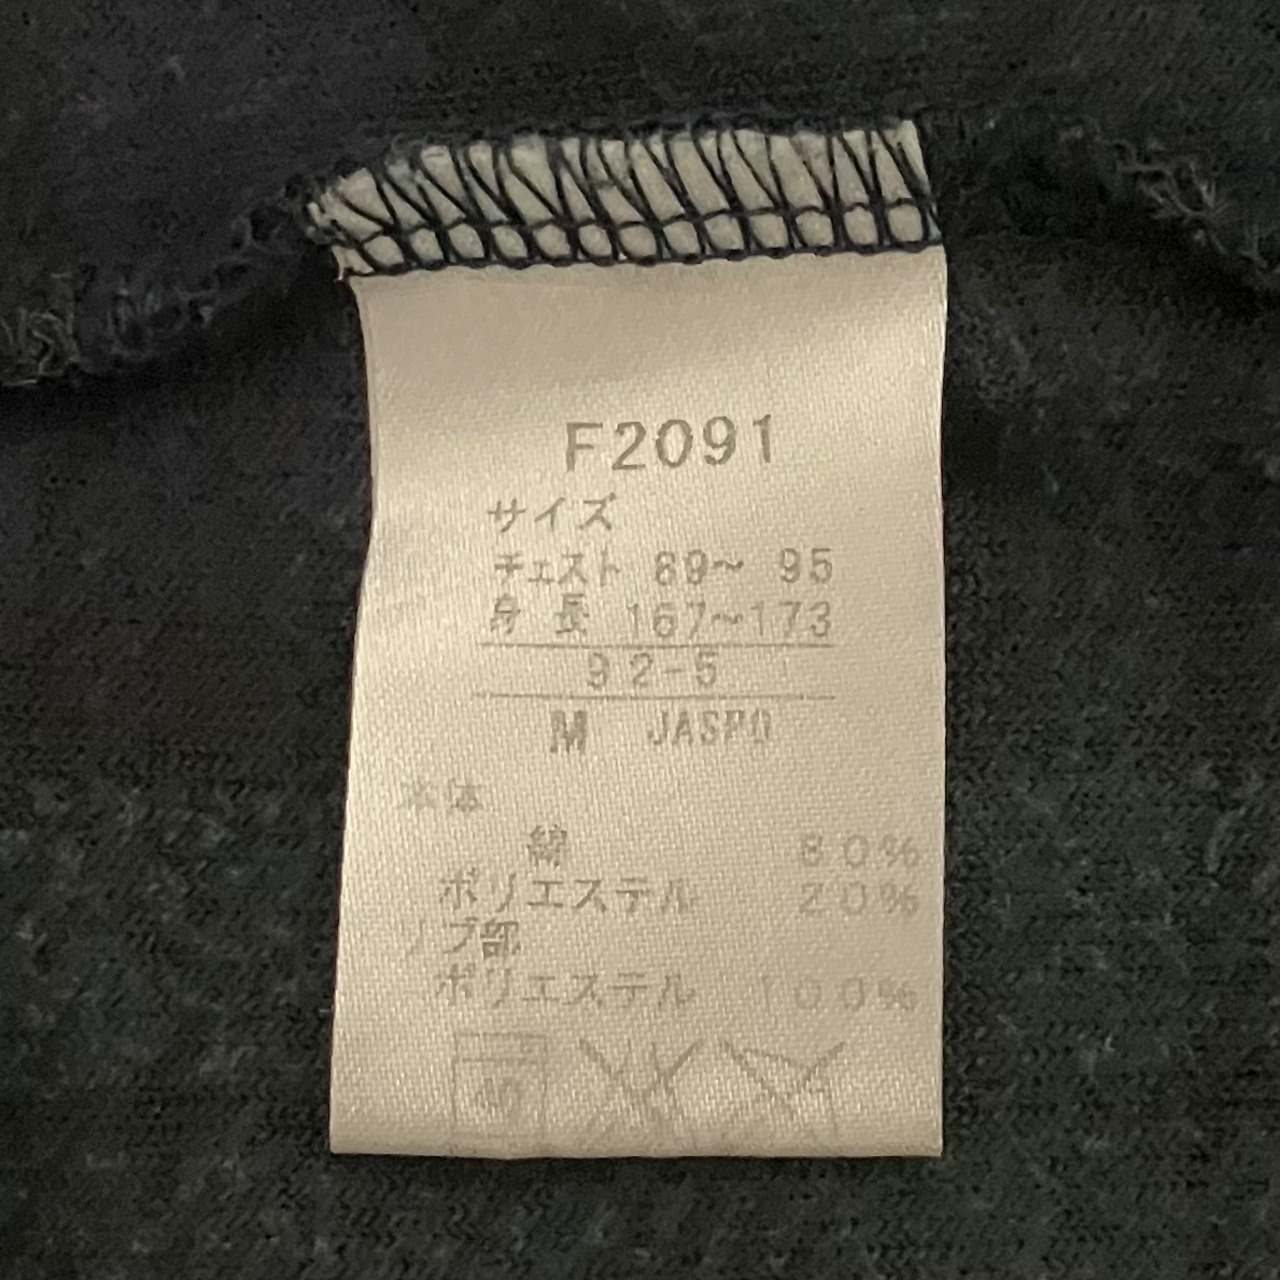 F2091
サイズ
チェスト 89～ 95
身 長 167～173
92-5
M JASPO
本体
綿 80%
ポリエステル 20%
リブ部
ポリエステル 100%
40